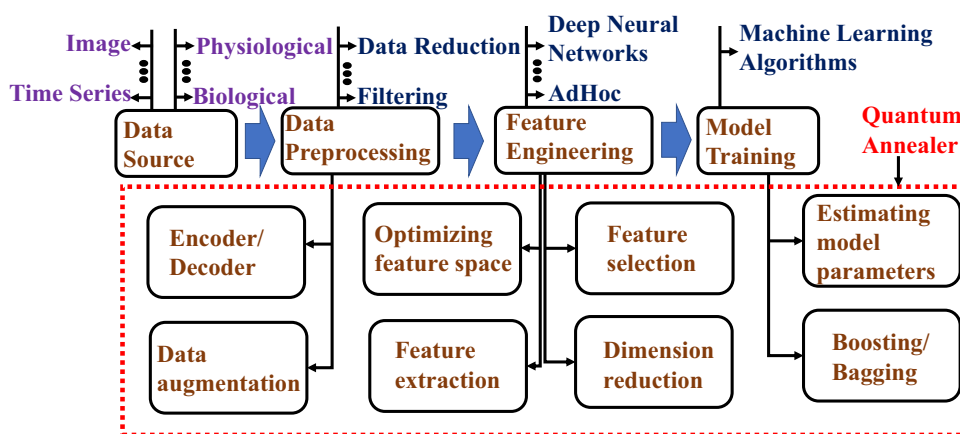 Image
Time Series
Physiological
Biological
Data Reduction
Filtering
Deep Neural
Networks
AdHoc
Machine Learning
Algorithms
Data
Source
Data
Preprocessing
Feature
Engineering
Model
Training
Quantum
Annealer
Encoder/
Decoder
Optimizing
feature space
Feature
selection
Estimating
model
parameters
Data
augmentation
Feature
extraction
Dimension
reduction
Boosting/
Bagging